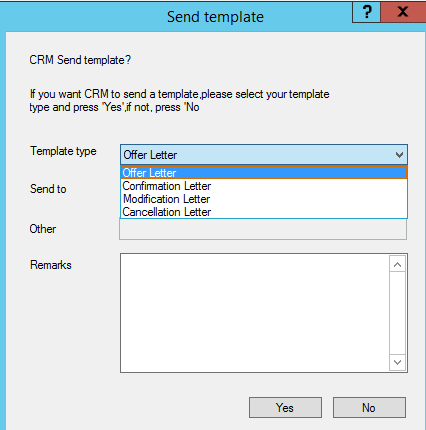 Send template
?
X
CRM Send template?
If you want CRM to send a template,please select your template
type and press 'Yes',if not, press 'No
Template type
Offer Letter
Offer Letter
Confirmation Letter
Send to
Modification Letter
Cancellation Letter
Other
Remarks
Yes
No